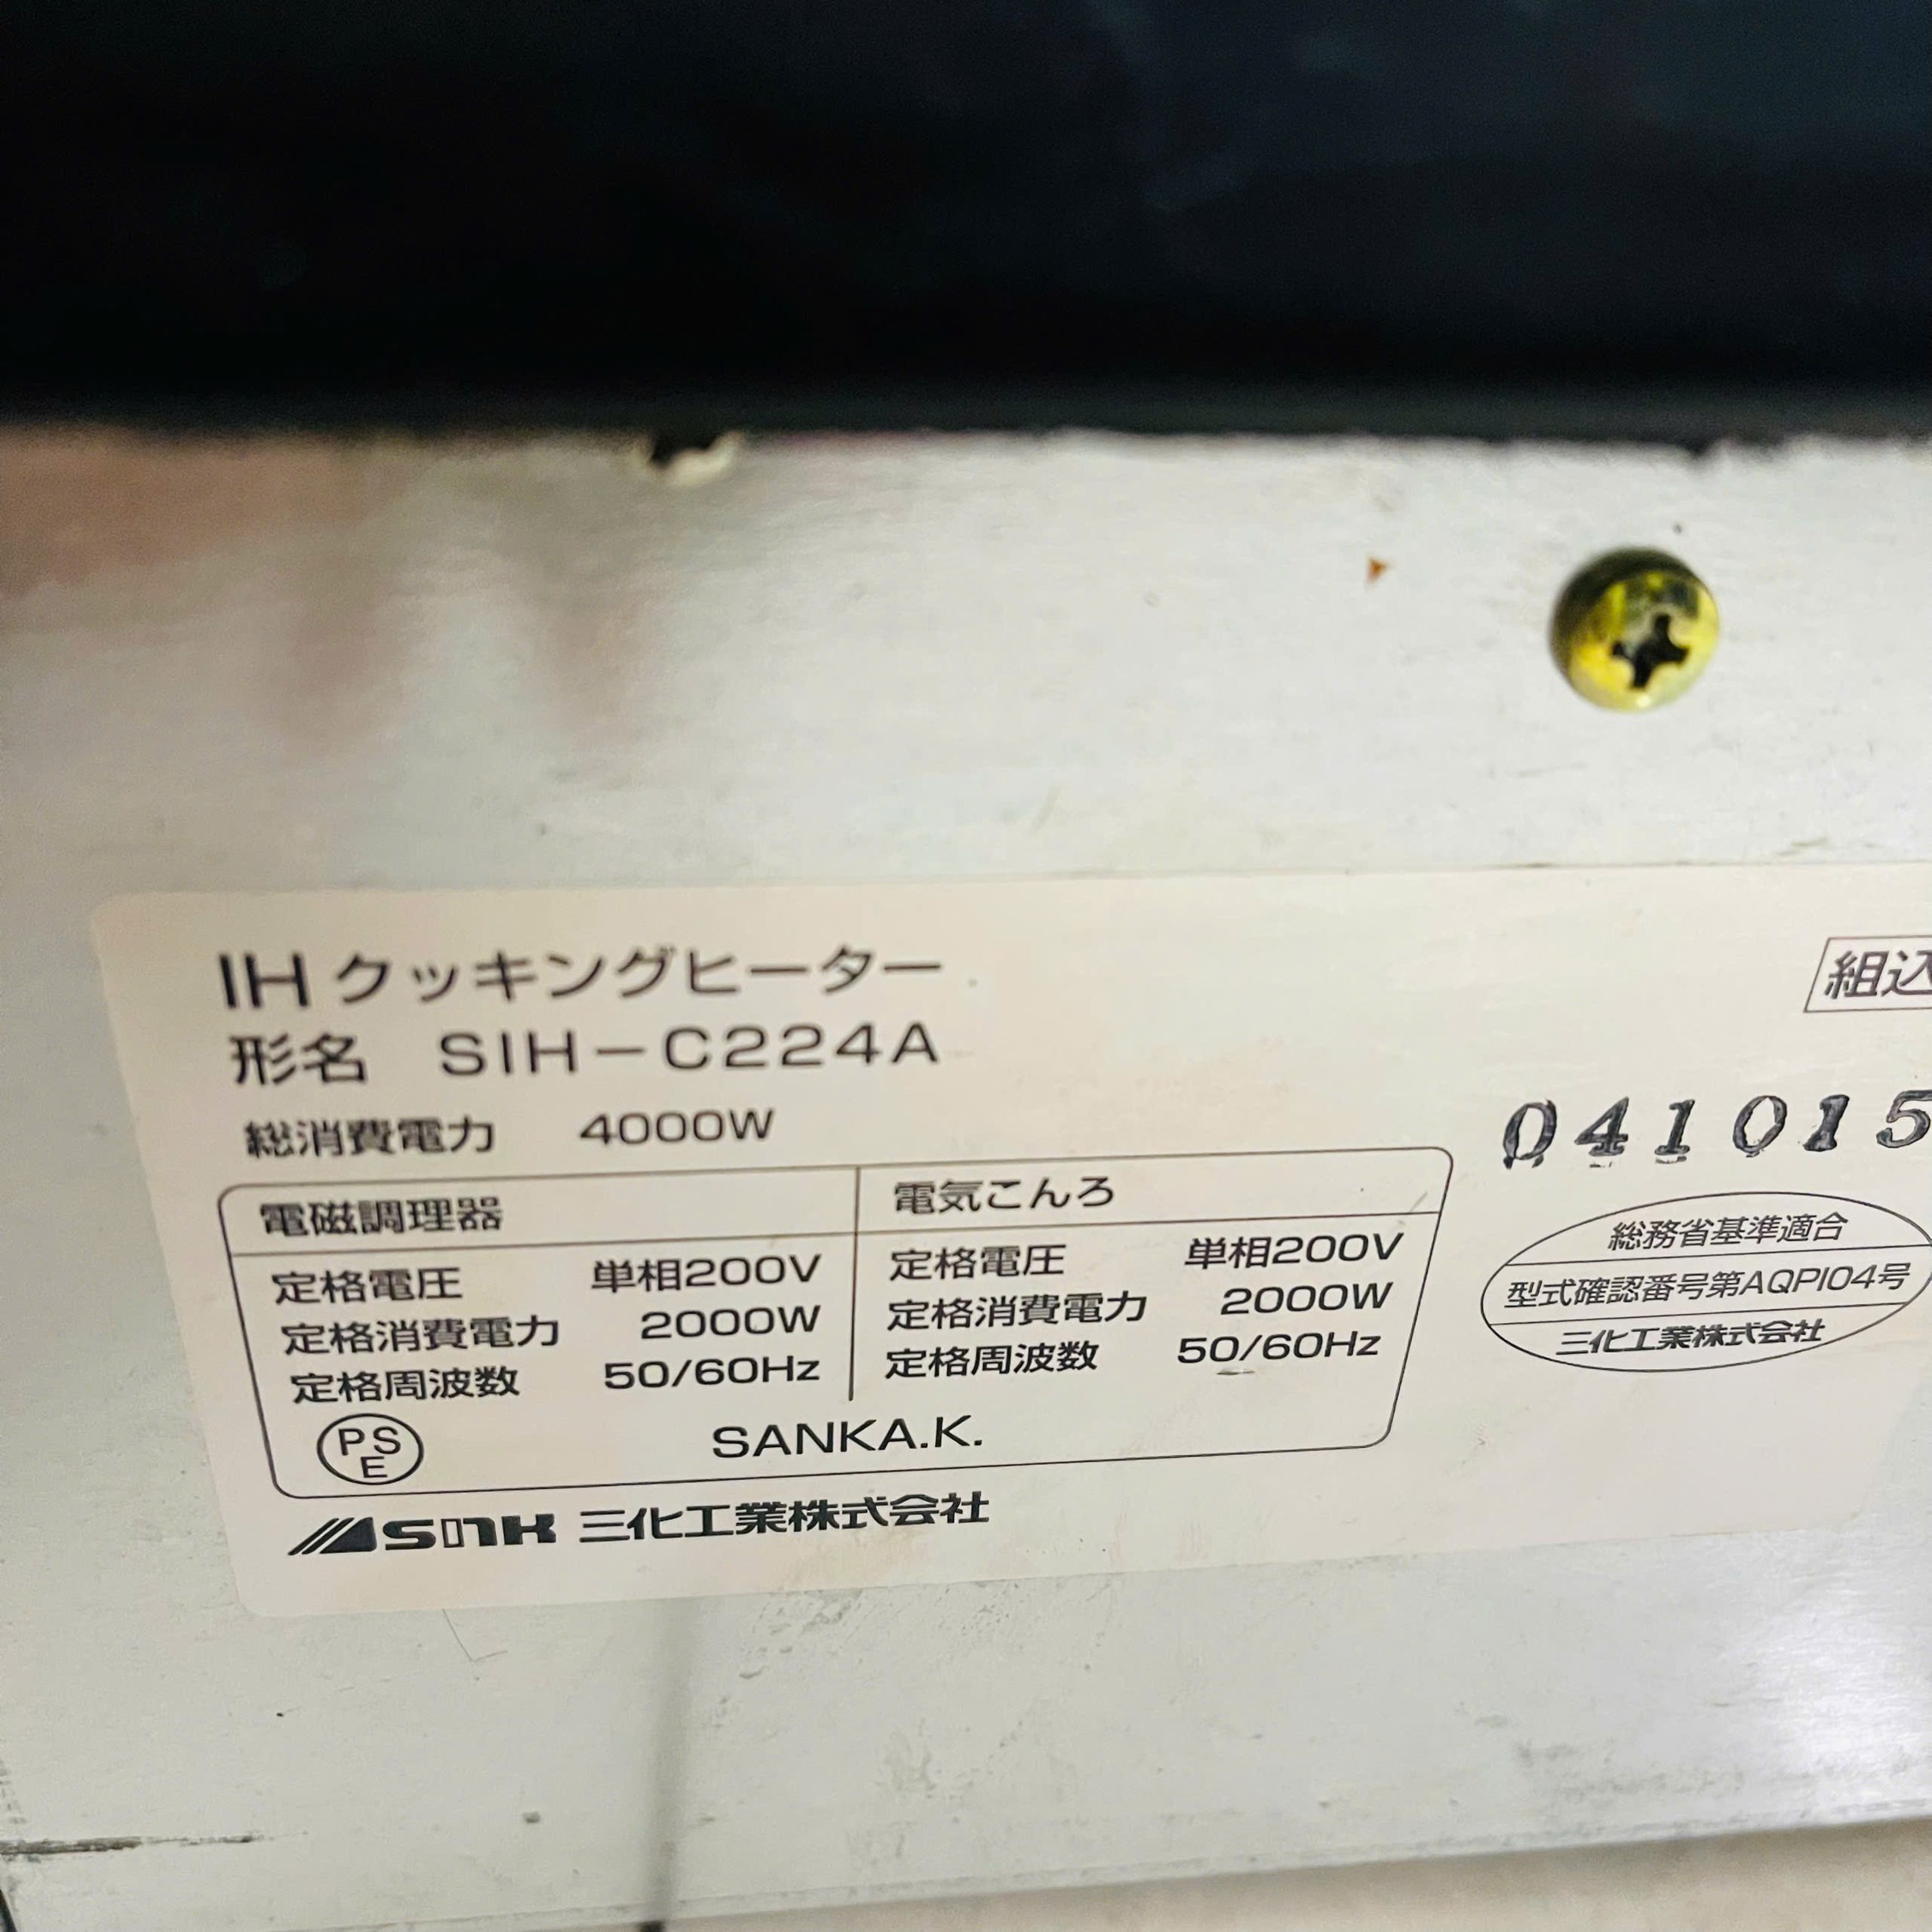 IHクッキングヒーター
組込
形名 SIH-C224A
総消費電力 4000W
041015
電磁調理器
定格電圧 単相200V
定格消費電力 2000W
定格周波数 50/60Hz
電気こんろ
定格電圧 単相200V
定格消費電力 2000W
定格周波数 50/60Hz
PS
E
SANKA.K.
総務省基準適合
型式確認番号第AQPI04号
三化工業株式会社
SNK 三化工業株式会社